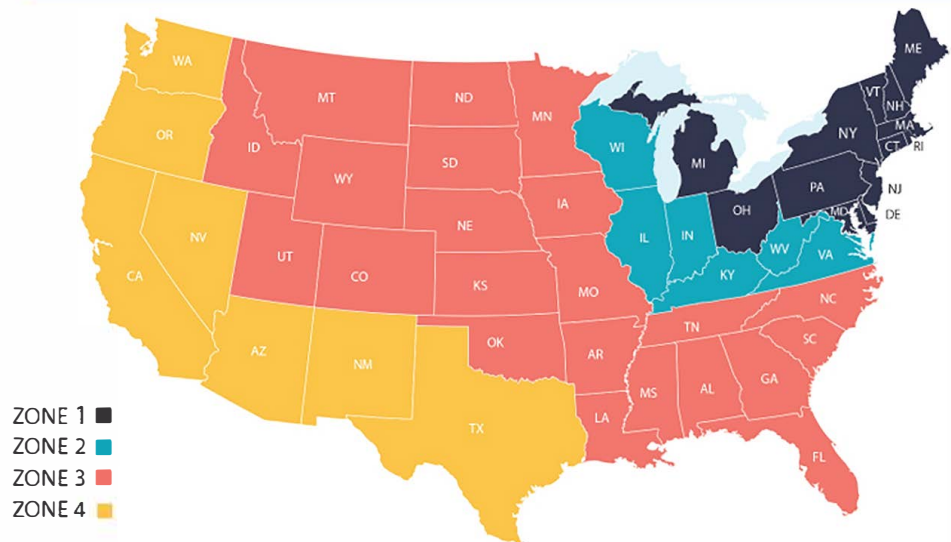 ME
WA
VT
NH
MT
ND
MN
OR
NY
MA
CT
RI
ID
SD
WI
MI
WY
PA
NJ
IA
OH
MD
DE
NE
NV
IL
IN
WV
VA
UT
CO
CA
KY
KS
MO
NC
TN
OK
SC
AZ
AR
NM
GA
MS
AL
LA
ZONE 1
TX
ZONE 2
FL
ZONE 3
ZONE 4